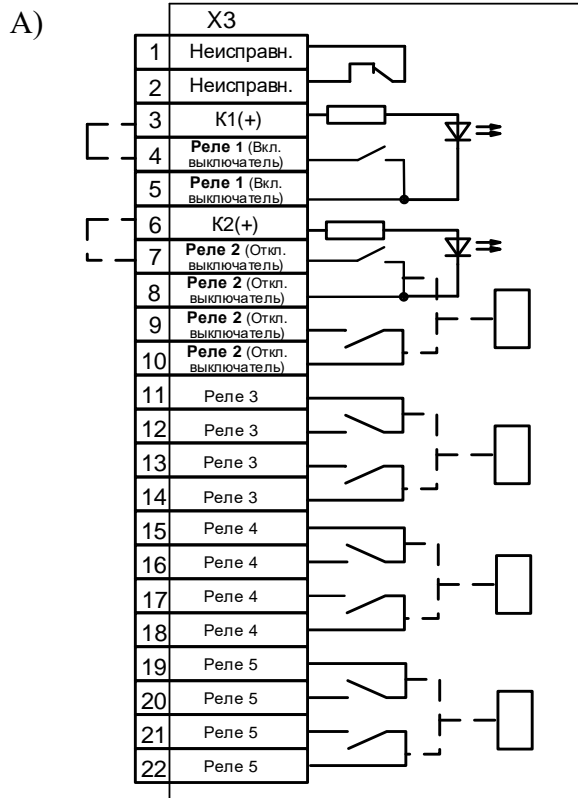 А)
X3
1 Неисправн.
2 Неисправн.
3 К1(+)
4 Реле 1 (Вкл.
выключатель)
5 Реле 1 (Вкл.
выключатель)
6 К2(+)
7 Реле 2 (Откл.
выключатель)
8 Реле 2 (Откл.
выключатель)
9 Реле 2 (Откл.
выключатель)
10 Реле 2 (Откл.
выключатель)
11 Реле 3
12 Реле 3
13 Реле 3
14 Реле 3
15 Реле 4
16 Реле 4
17 Реле 4
18 Реле 4
19 Реле 5
20 Реле 5
21 Реле 5
22 Реле 5